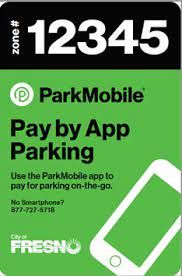 zone# 12345
ParkMobile®
Pay by App
Parking
Use the ParkMobile app to
pay for parking on-the-go.
No Smartphone?
877-727-5718
City of
FRESNO